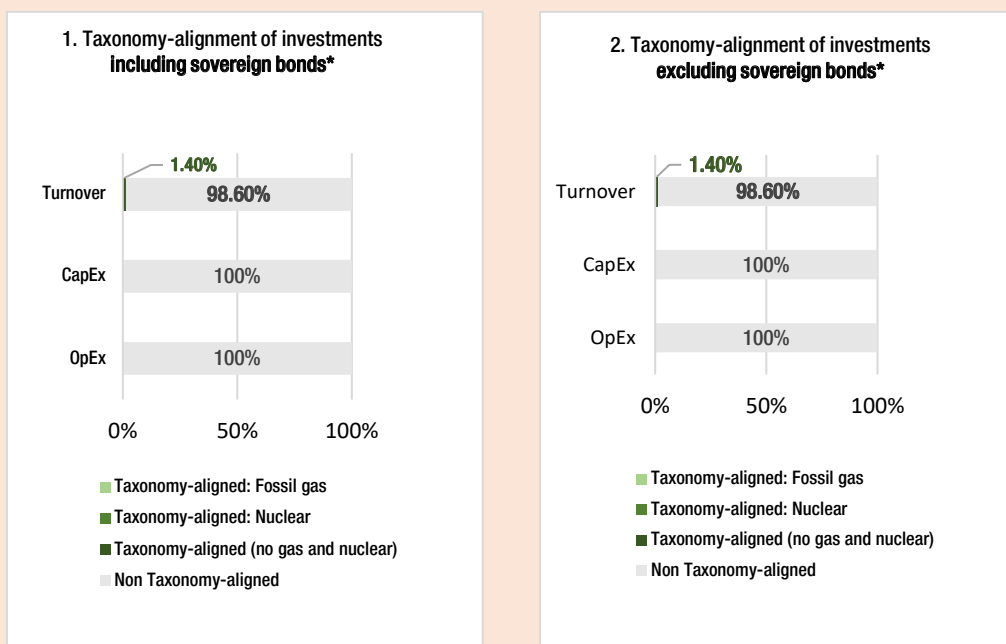 1. Taxonomy-alignment of investments
including sovereign bonds*
1.40%
Turnover
98.60%
CapEx
100%
OpEx
100%
0%
50%
100%
Taxonomy-aligned: Fossil gas
Taxonomy-aligned: Nuclear
Taxonomy-aligned (no gas and nuclear)
Non Taxonomy-aligned
2. Taxonomy-alignment of investments
excluding sovereign bonds*
1.40%
Turnover
98.60%
CapEx
100%
OpEx
100%
0%
50%
100%
Taxonomy-aligned: Fossil gas
Taxonomy-aligned: Nuclear
Taxonomy-aligned (no gas and nuclear)
Non Taxonomy-aligned